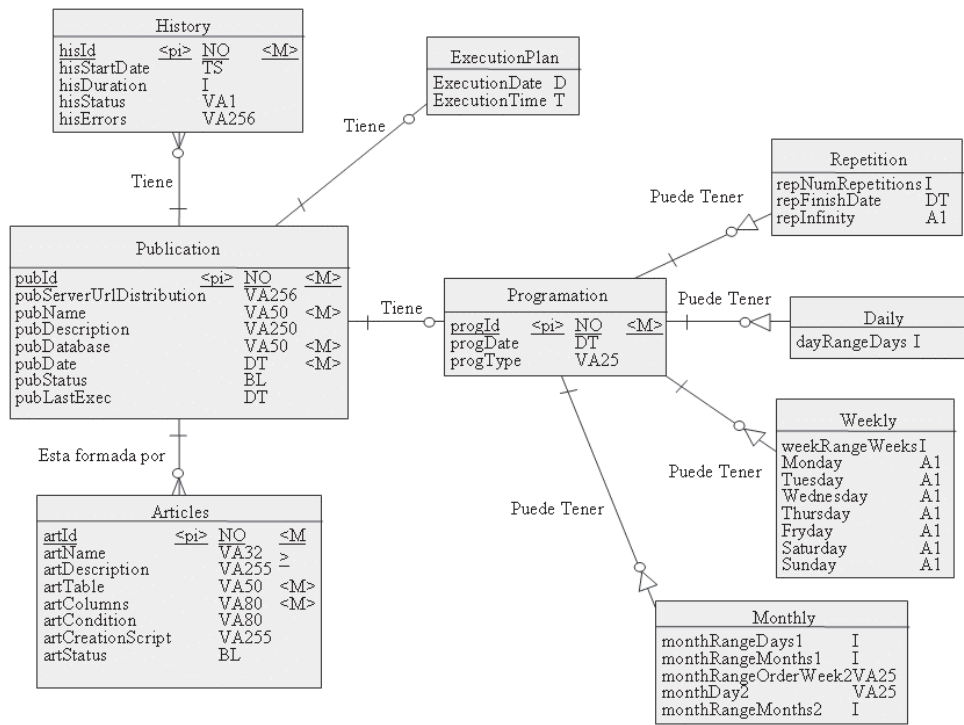 History
hisId <pi> NO <M>
hisStartDate TS
hisDuration I
hisStatus VA1
hisErrors VA256
ExecutionPlan
ExecutionDate D
ExecutionTime T
Tiene
Tiene
Repetition
repNumRepetitions I
repFinishDate DT
repInfinity A1
Puede Tener
Publication
pubId <pi> NO <M>
pubServerUrlDistribution VA256
pubName VA50 <M>
pubDescription VA250
pubDatabase VA50 <M>
pubDate DT <M>
pubStatus BL
pubLastExec DT
Tiene
Programation
progId <pi> NO <M>
progDate DT
progType VA25
Puede Tener
Daily
dayRangeDays I
Weekly
weekRangeWeeks I
Monday A1
Tuesday A1
Wednesday A1
Thursday A1
Fryday A1
Saturday A1
Sunday A1
Puede Tener
Esta formada por
Puede Tener
Articles
artId <pi> NO <M
artName VA32 >
artDescription VA255
artTable VA50 <M>
artColumns VA80 <M>
artCondition VA80
artCreationScript VA255
artStatus BL
Monthly
monthRangeDays1 I
monthRangeMonths1 I
monthRangeOrderWeek2 VA25
monthDay2 VA25
monthRangeMonths2 I